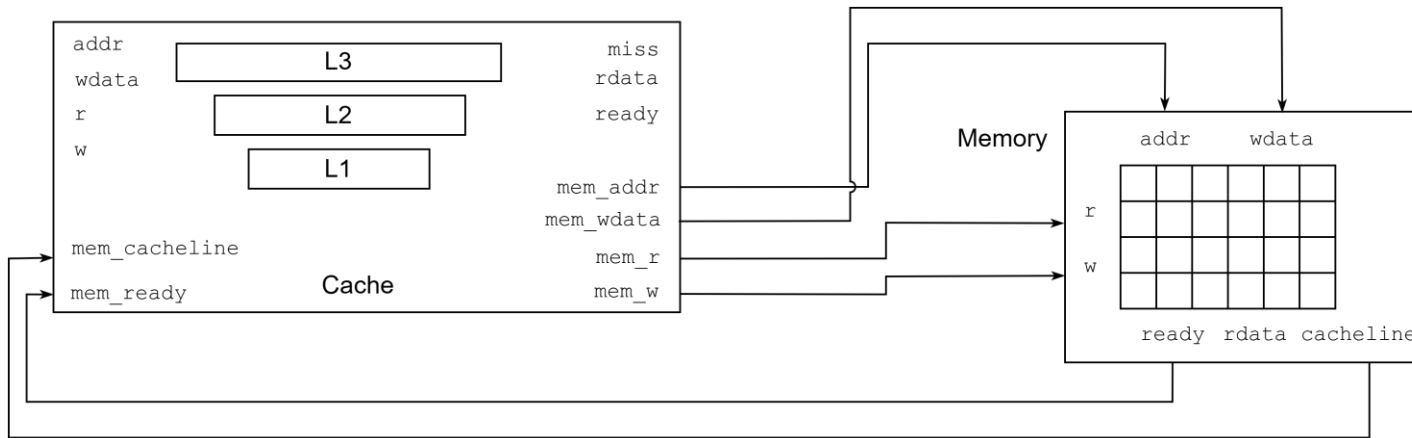 addr
wdata
r
w
L3
L2
L1
miss
rdata
ready
mem_addr
mem_wdata
mem_r
mem_w
mem_cacheline
mem_ready
Cache
Memory
addr wdata
r
w
ready rdata cacheline